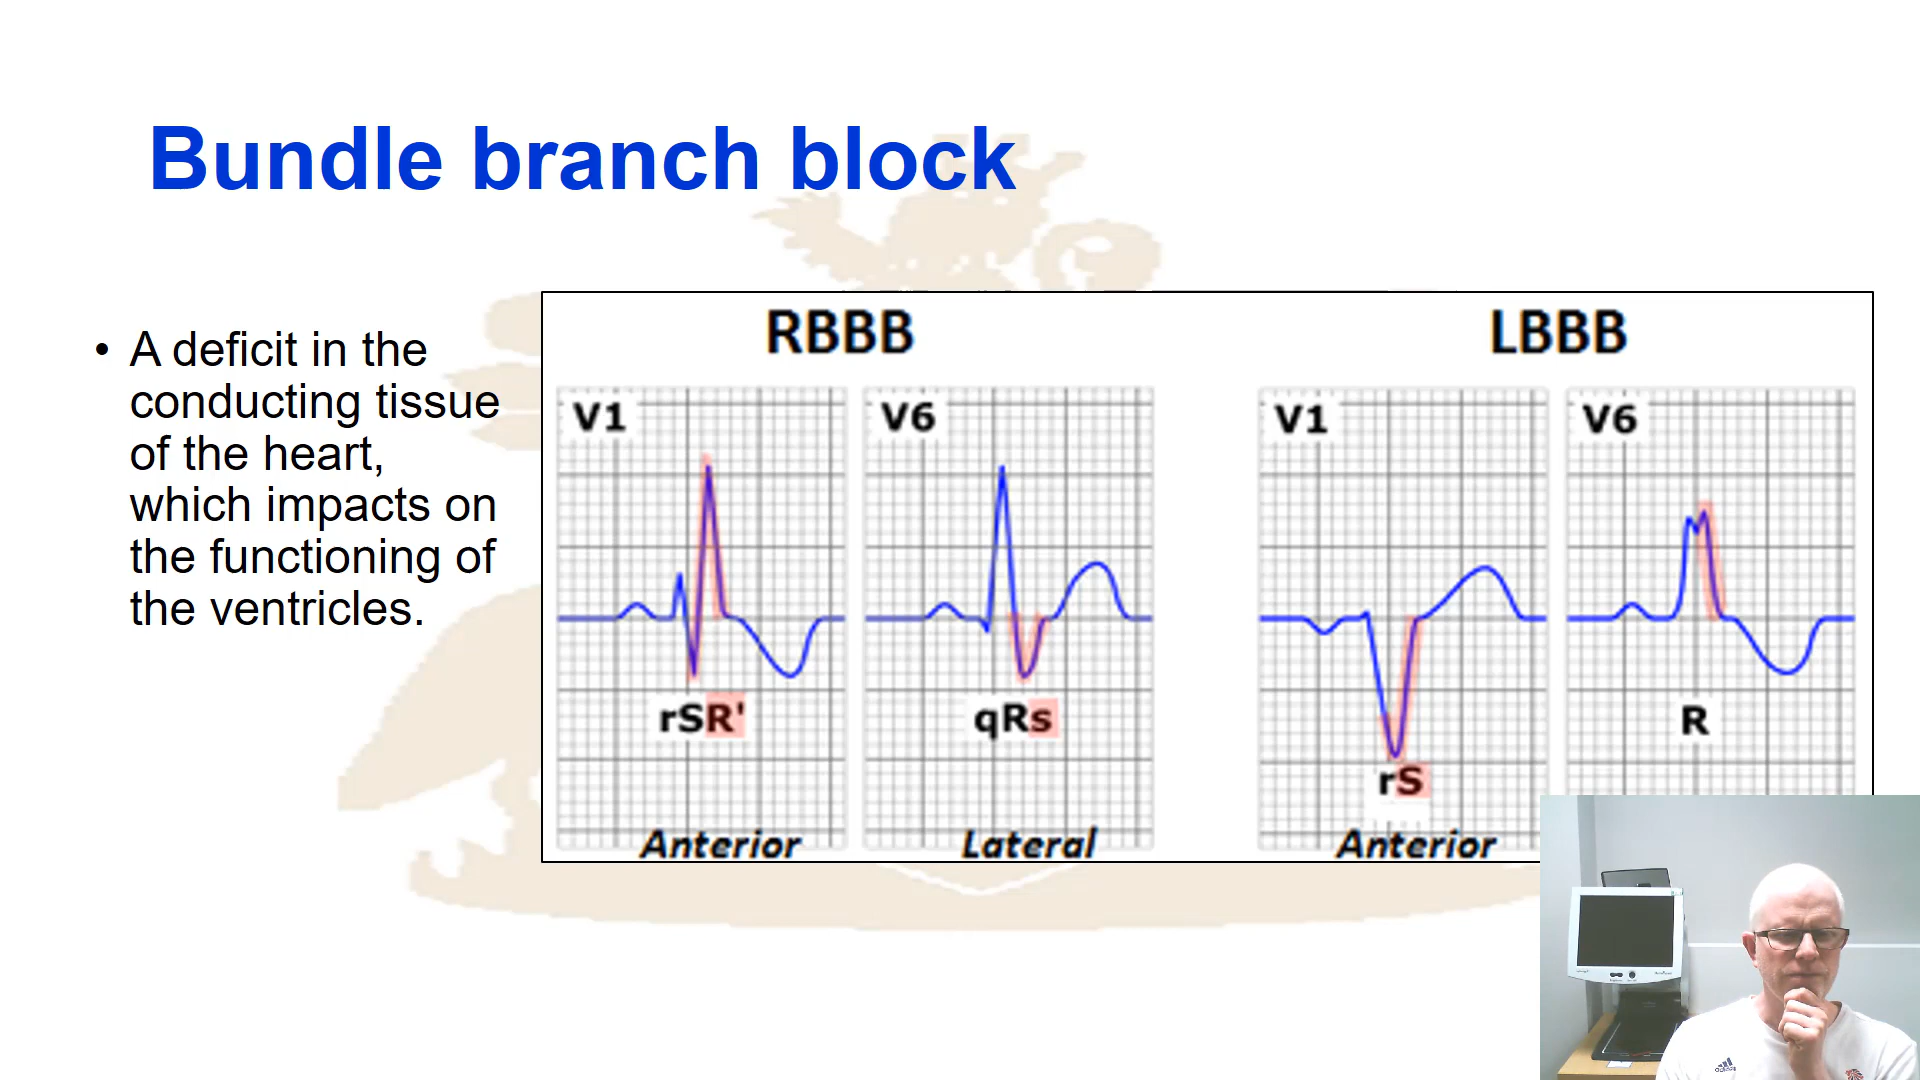 Bundle branch block
• A deficit in the
conducting tissue
of the heart,
which impacts on
the functioning of
the ventricles.
RBBB
LBBB
V1
V6
V1
V6
rSR'
qRs
rS
R
Anterior
Lateral
Anterior
adidas